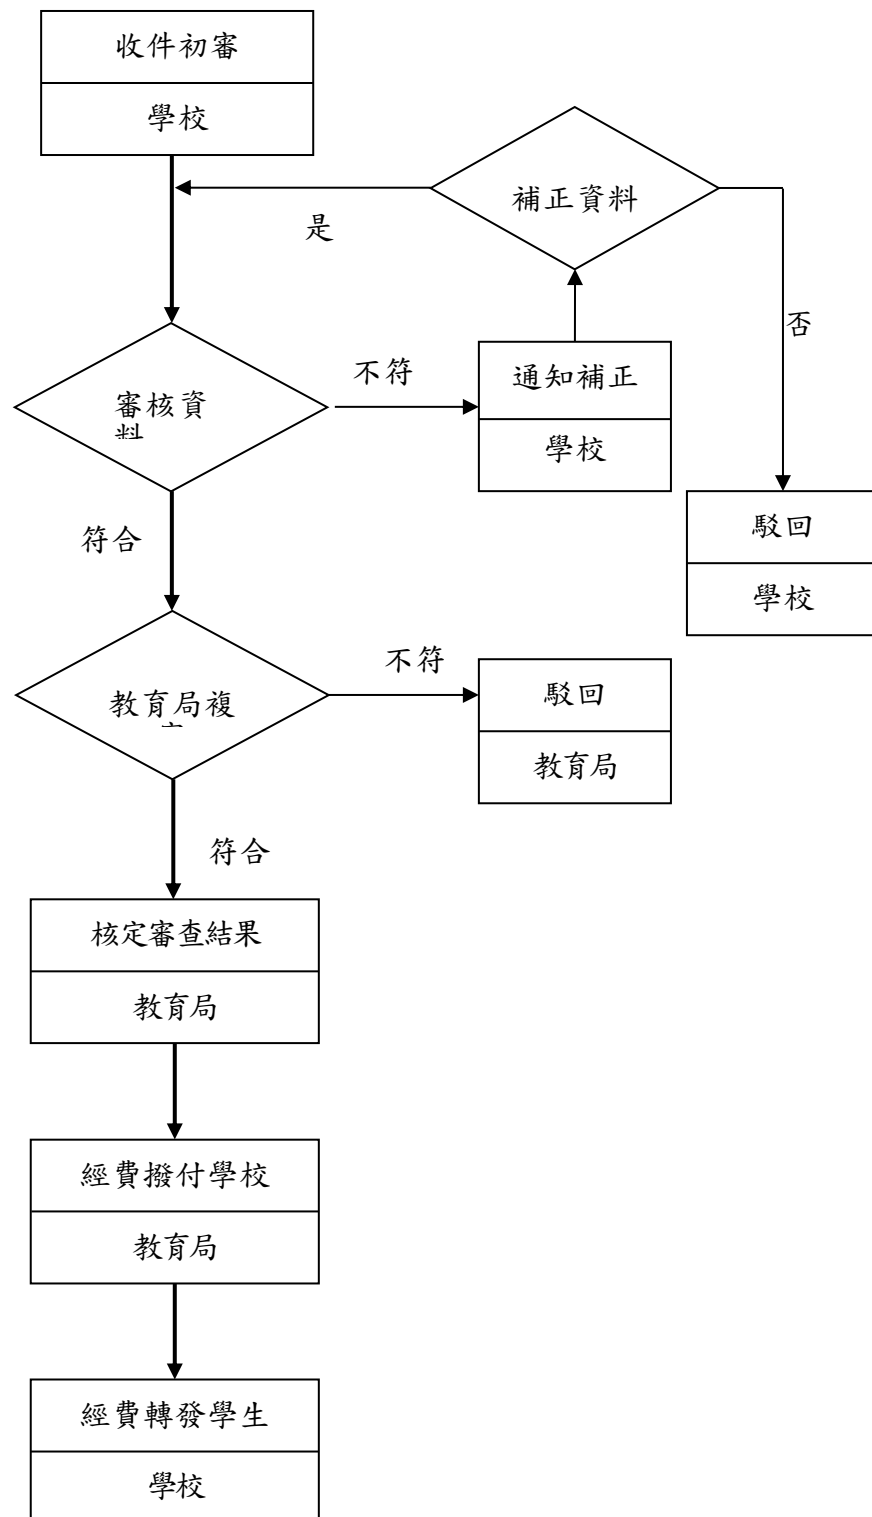 收件初審
學校
補正資料
是
否
不符
通知補正
學校
審核資
料
符合
駁回
學校
不符
教育局複
駁回
教育局
符合
核定審查結果
教育局
經費撥付學校
教育局
經費轉發學生
學校